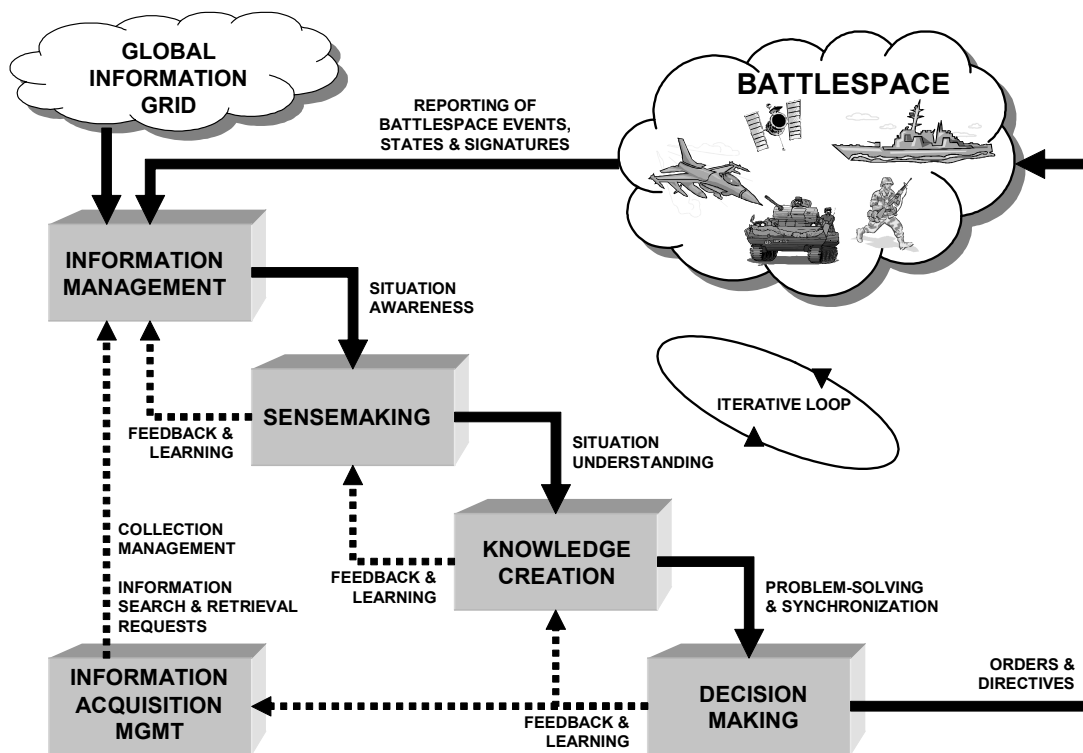 GLOBAL
INFORMATION
GRID
BATTLESPACE
REPORTING OF
BATTLESPACE EVENTS,
STATES & SIGNATURES
INFORMATION
MANAGEMENT
SITUATION
AWARENESS
SENSEMAKING
ITERATIVE LOOP
FEEDBACK &
LEARNING
SITUATION
UNDERSTANDING
KNOWLEDGE
CREATION
COLLECTION
MANAGEMENT
INFORMATION
SEARCH & RETRIEVAL
REQUESTS
FEEDBACK &
LEARNING
PROBLEM-SOLVING
& SYNCHRONIZATION
INFORMATION
ACQUISITION
MGMT
DECISION
MAKING
ORDERS &
DIRECTIVES
FEEDBACK &
LEARNING